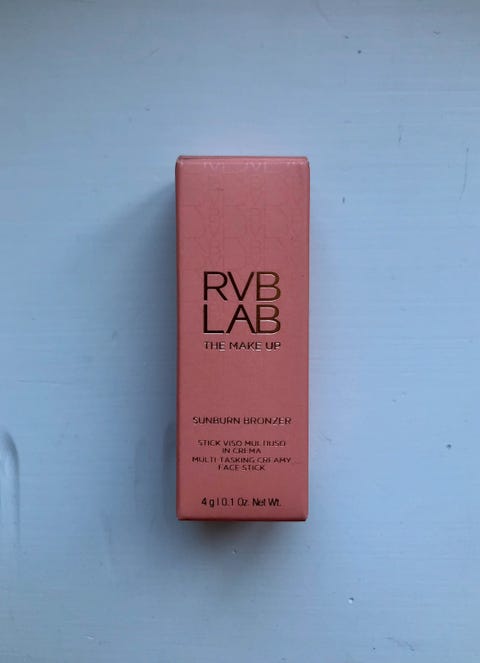 RVB
LAB
THE MAKE UP
SUNBURN BRONZER
STICK VISO MULTIUSO
IN CREMA
MULTI-TASKING CREAMY
FACE STICK
4 g | 0.1 Oz. Net Wt.